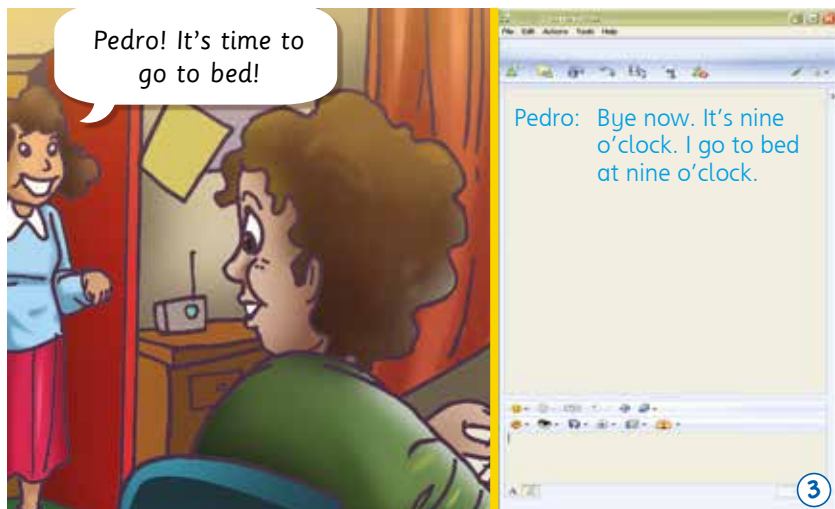 Pedro! It's time to
go to bed!
File Edit Actions Tools Help
Pedro: Bye now. It's nine
o'clock. I go to bed
at nine o'clock.
A
3